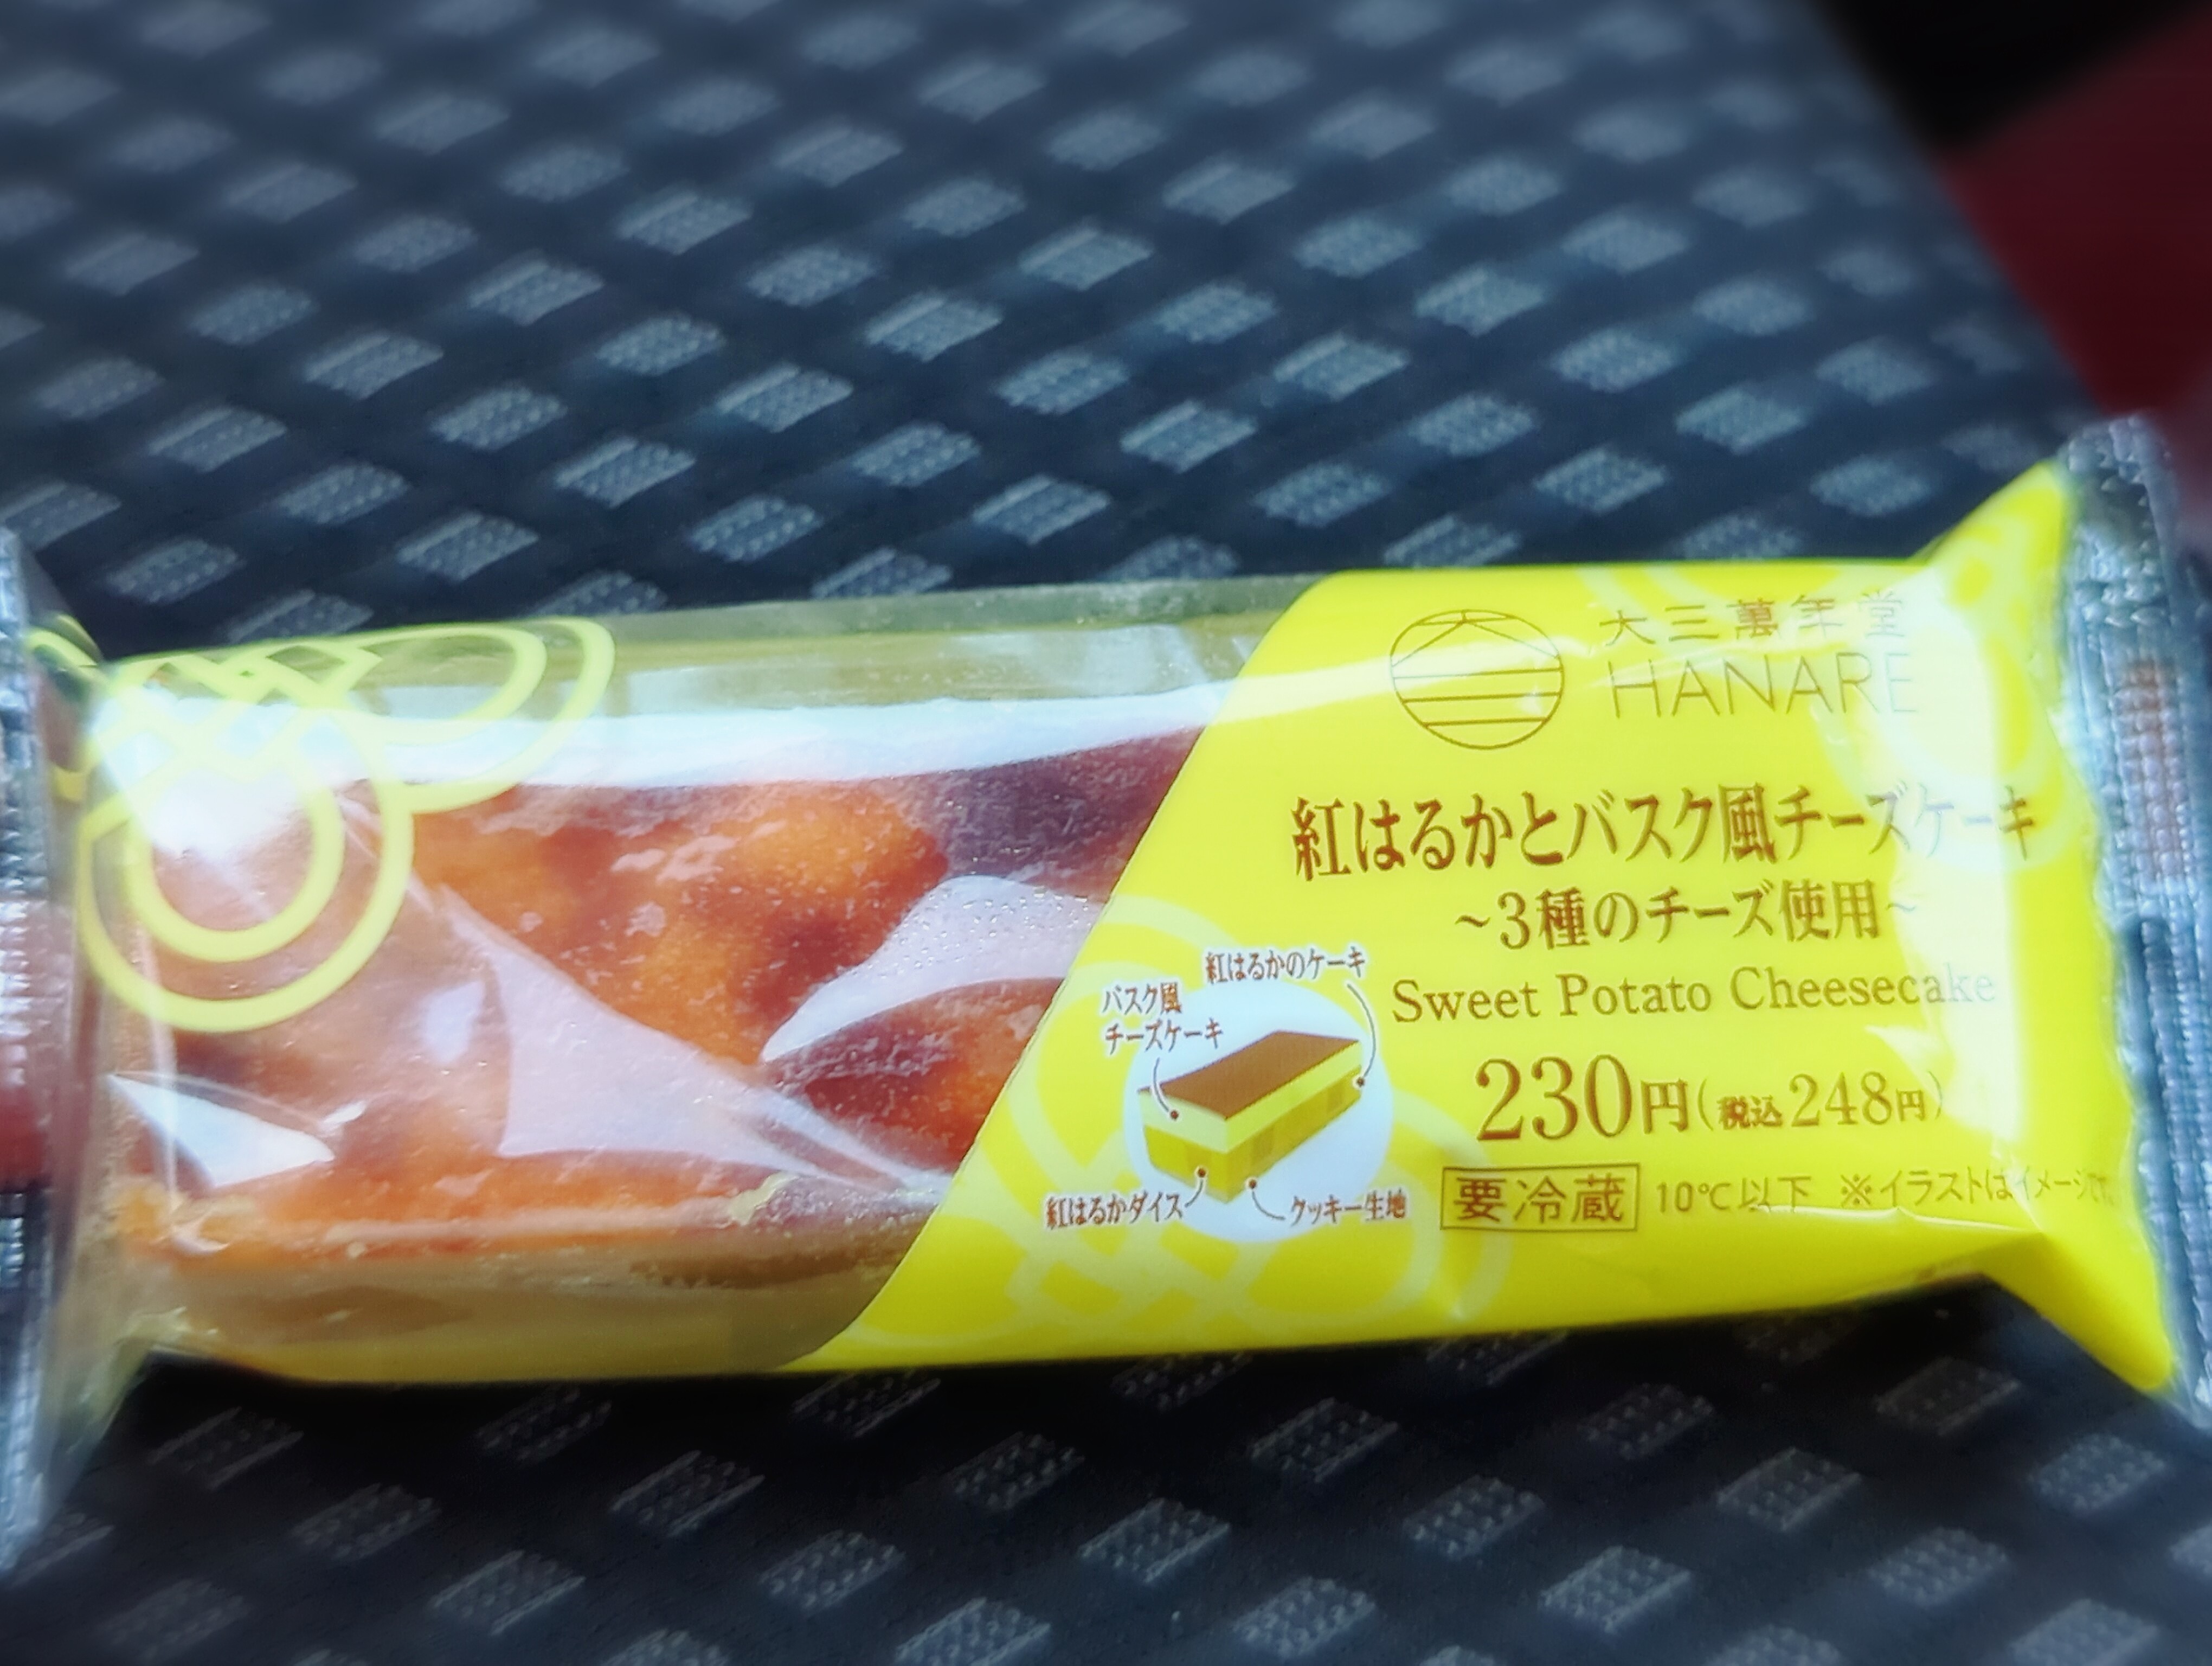 大三萬年堂
HANARE
紅はるかとバスク風チーズケーキ
~3種のチーズ使用~
Sweet Potato Cheesecake
230円(税込248円)
要冷蔵 10℃以下 ※イラストはイメージです。
紅はるかのケーキ
バスク風
チーズケーキ
紅はるかダイス
クッキー生地